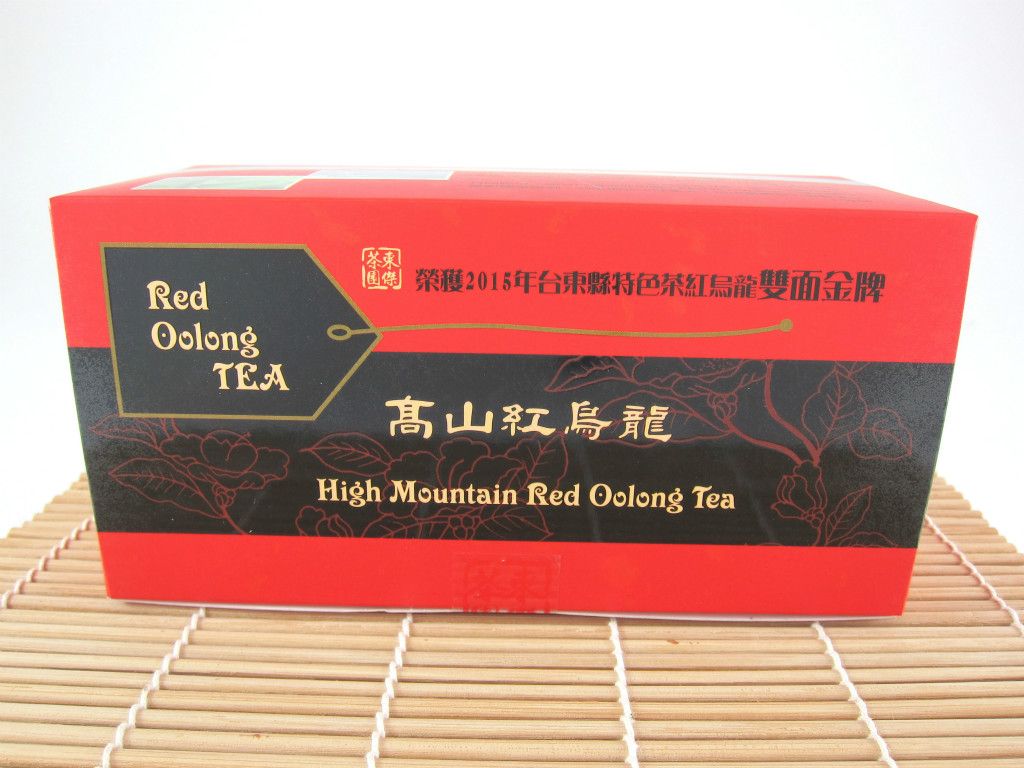 Red
Oolong
TEA
東傑
茶園
榮獲2015年台東縣特色茶紅烏龍雙面金牌
髙山紅烏龍
High Mountain Red Oolong Tea